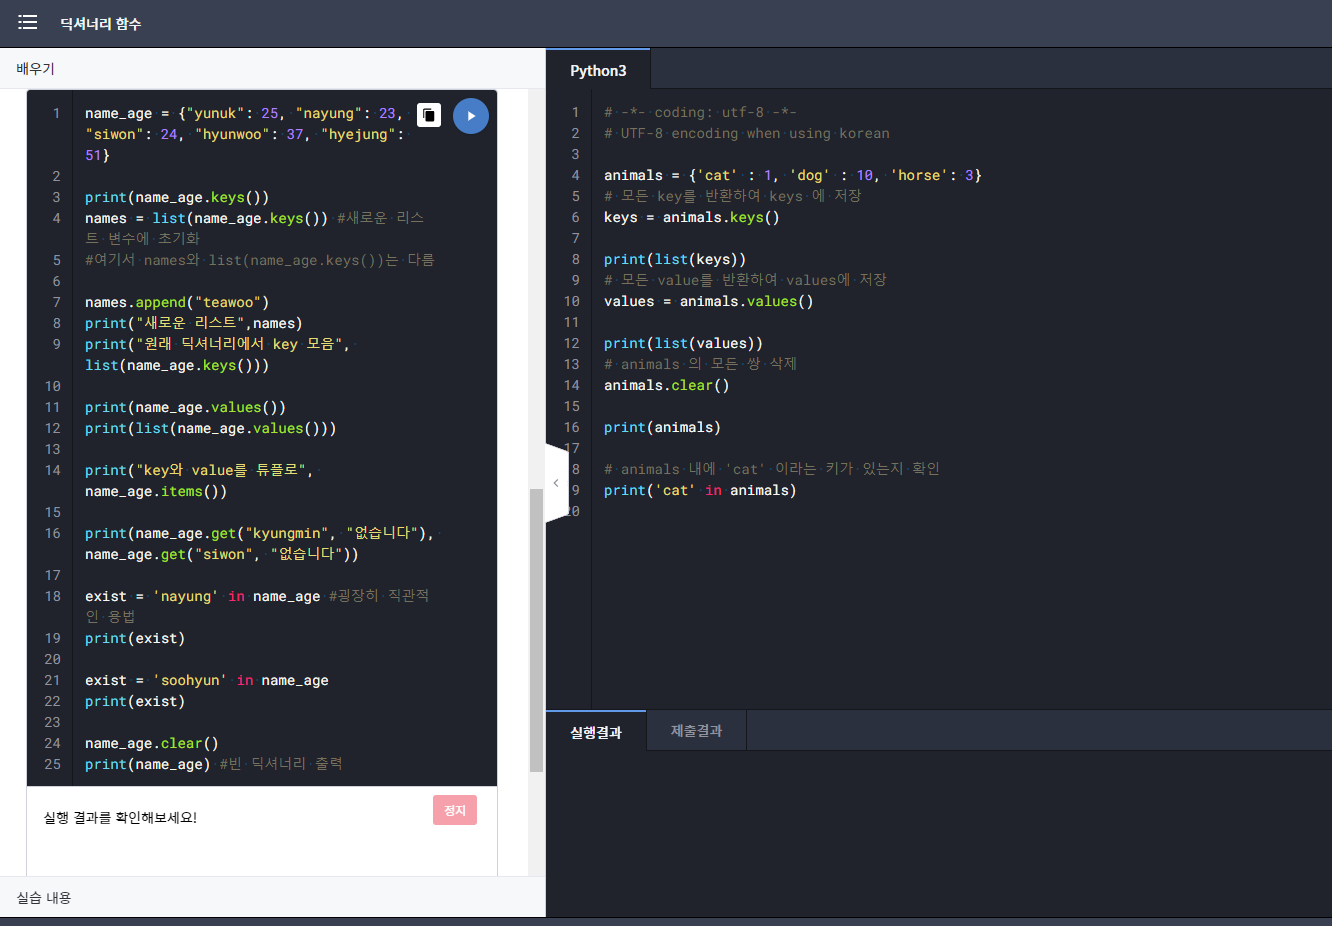 딕셔너리 함수
배우기
1 name_age = {"yunuk": 25, "nayung": 23,
"siwon": 24, "hyunwoo": 37, "hyejung":
51}
2
3 print(name_age.keys())
4 names = list(name_age.keys()) #새로운 리스
트 변수에 초기화
5 #여기서 names와 list(name_age.keys())는 다름
6
7 names.append("teawoo")
8 print("새로운 리스트",names)
9 print("원래 딕셔너리에서 key 모음",
list(name_age.keys()))
10
11 print(name_age.values())
12 print(list(name_age.values()))
13
14 print("key와 value를 튜플로",
name_age.items())
15
16 print(name_age.get("kyungmin", "없습니다"),
name_age.get("siwon", "없습니다"))
17
18 exist = 'nayung' in name_age #굉장히 직관적
인 용법
19 print(exist)
20
21 exist = 'soohyun' in name_age
22 print(exist)
23
24 name_age.clear()
25 print(name_age) #빈 딕셔너리 출력
실행 결과를 확인해보세요!
정지
실습 내용
Python3
1 # -*- coding: utf-8 -*-
2 # UTF-8 encoding when using korean
3
4 animals = {'cat' : 1, 'dog' : 10, 'horse': 3}
5 # 모든 key를 반환하여 keys 에 저장
6 keys = animals.keys()
7
8 print(list(keys))
9 # 모든 value를 반환하여 values에 저장
10 values = animals.values()
11
12 print(list(values))
13 # animals 의 모든 쌍 삭제
14 animals.clear()
15
16 print(animals)
17
8 # animals 내에 'cat' 이라는 키가 있는지 확인
9 print('cat' in animals)
20
실행결과
제출결과